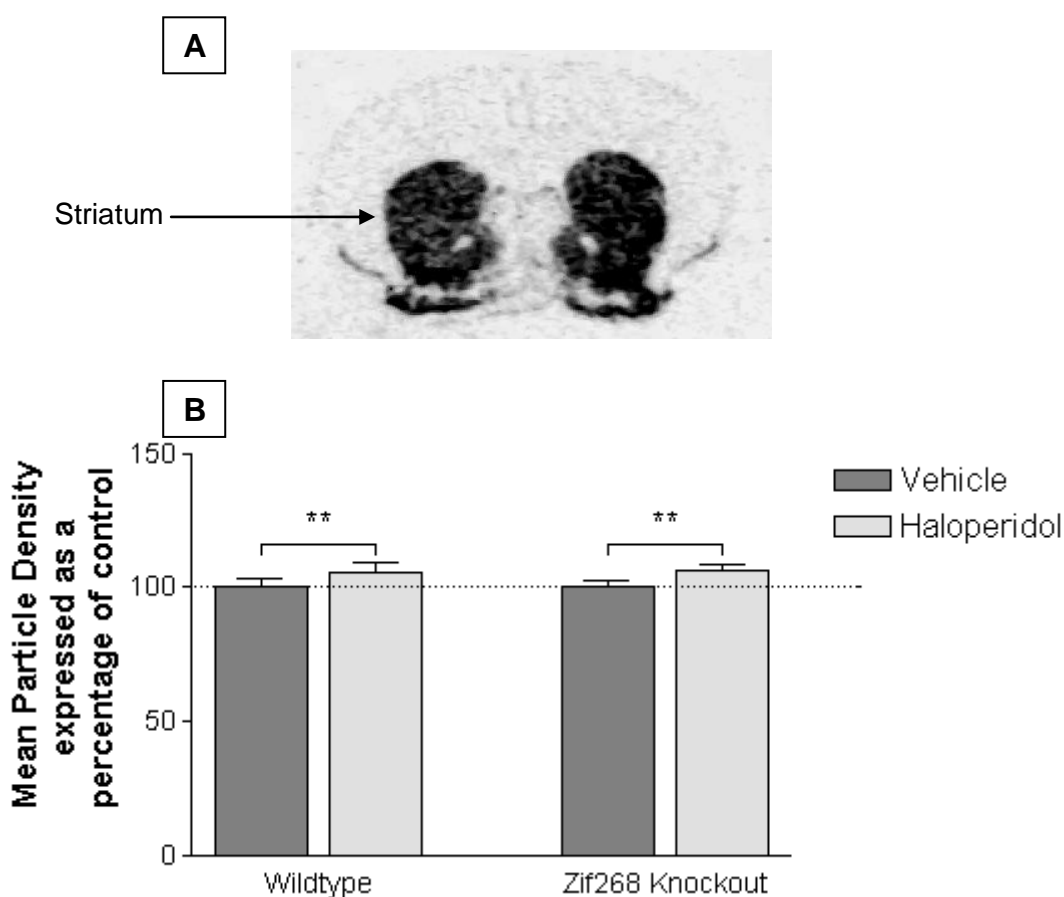 A
Striatum
B
Mean Particle Density
expressed as a
percentage of control
150
100
50
0
**
**
Vehicle
Haloperidol
Wildtype
Zif268 Knockout